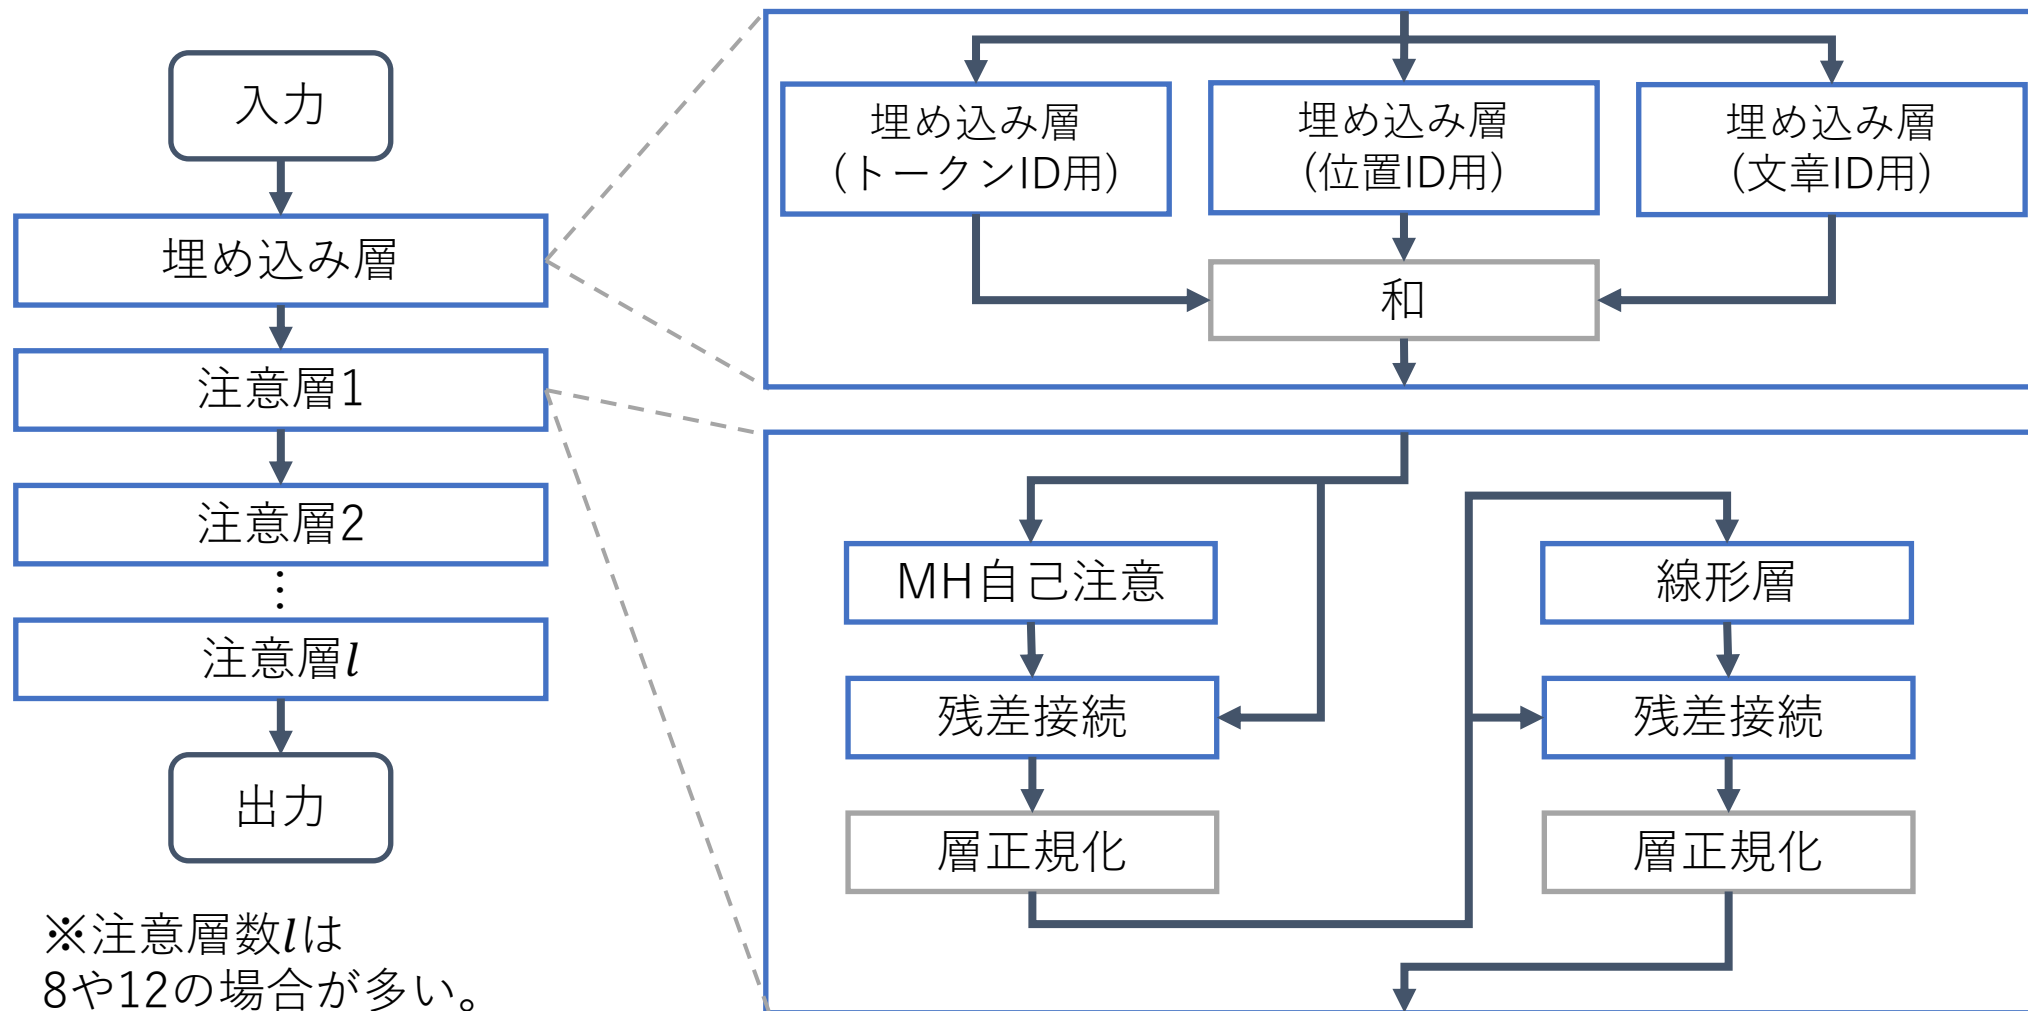 入力
埋め込み層
注意層1
注意層2
⋮
注意層l
出力
※注意層数lは
8や12の場合が多い。
埋め込み層
(トークンID用)
埋め込み層
(位置ID用)
埋め込み層
(文章ID用)
和
MH自己注意
残差接続
層正規化
線形層
残差接続
層正規化